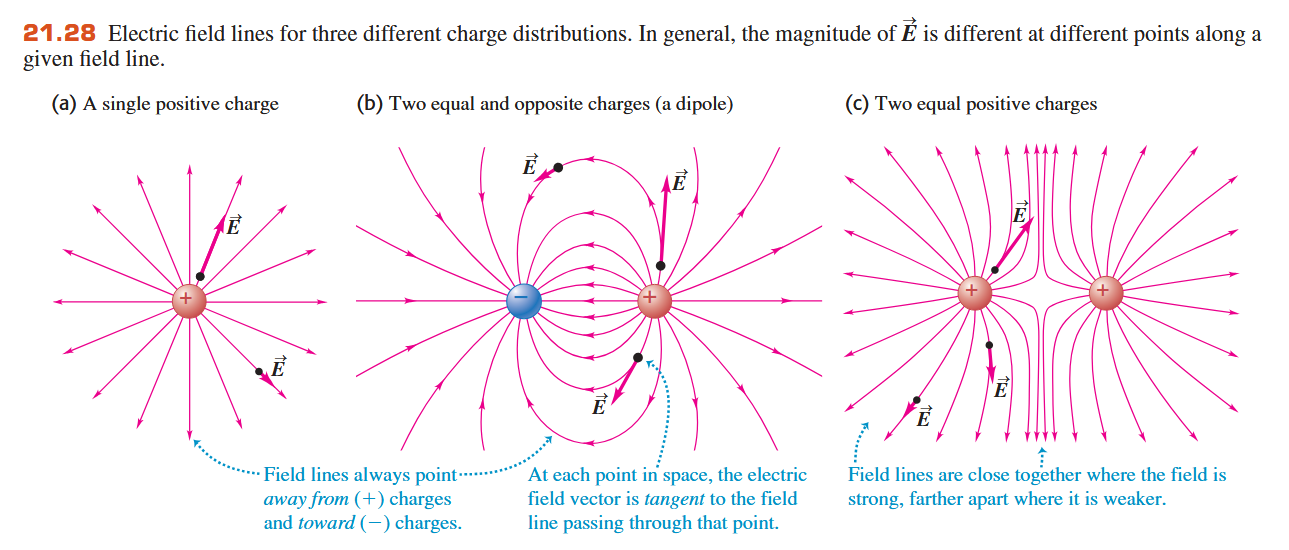 21.28 Electric field lines for three different charge distributions. In general, the magnitude of E⃗ is different at different points along a
given field line.
(a) A single positive charge
(b) Two equal and opposite charges (a dipole)
(c) Two equal positive charges
E⃗
+
E⃗
E⃗
E⃗
−
+
E⃗
E⃗
+
+
E⃗
E⃗
Field lines always point
away from (+) charges
and toward (−) charges.
At each point in space, the electric
field vector is tangent to the field
line passing through that point.
Field lines are close together where the field is
strong, farther apart where it is weaker.